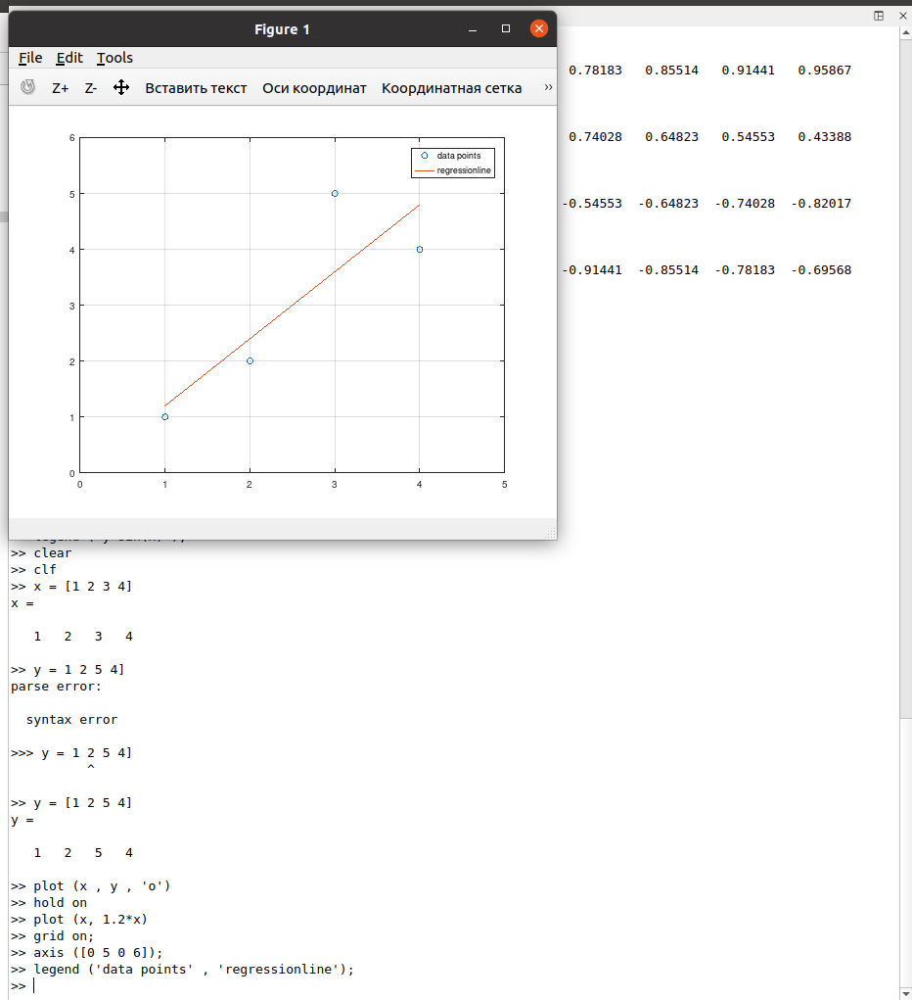 Figure 1
File Edit Tools
Z+ Z- Вставить текст Оси координат Координатная сетка »
0.78183 0.85514 0.91441 0.95867
0.74028 0.64823 0.54553 0.43388
-0.54553 -0.64823 -0.74028 -0.82017
-0.91441 -0.85514 -0.78183 -0.69568
6
5
4
3
2
1
0
0 1 2 3 4 5
data points
regressionline
>> clear
>> clf
>> x = [1 2 3 4]
x =
1 2 3 4
>> y = 1 2 5 4]
parse error:
syntax error
>>> y = 1 2 5 4]
^
>> y = [1 2 5 4]
y =
1 2 5 4
>> plot (x , y , 'o')
>> hold on
>> plot (x, 1.2*x)
>> grid on;
>> axis ([0 5 0 6]);
>> legend ('data points' , 'regressionline');
>>